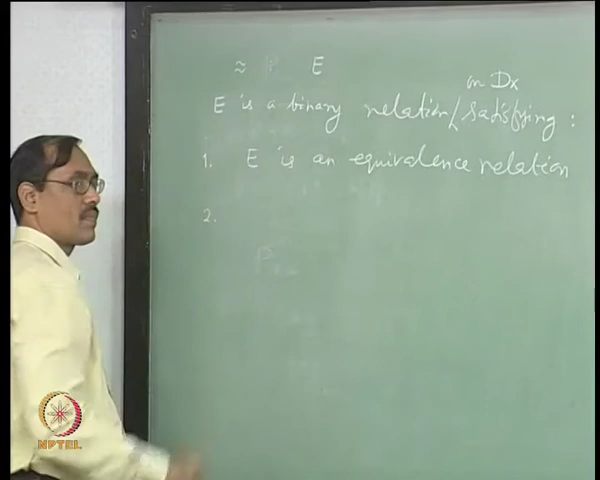 ≈ E
on Dx
E is a binary relation/satisfying :
1. E is an equivalence relation
2.
NPTEL